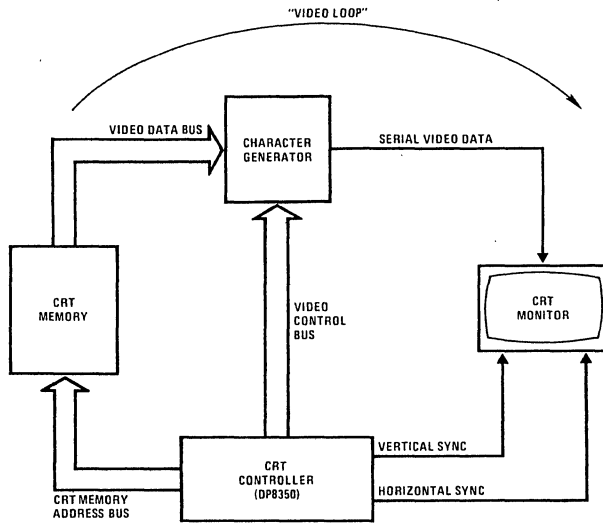 "VIDEO LOOP"
VIDEO DATA BUS
CHARACTER
GENERATOR
SERIAL VIDEO DATA
CRT
MEMORY
VIDEO
CONTROL
BUS
CRT
MONITOR
CRT
CONTROLLER
(DP8350)
VERTICAL SYNC
HORIZONTAL SYNC
CRT MEMORY
ADDRESS BUS